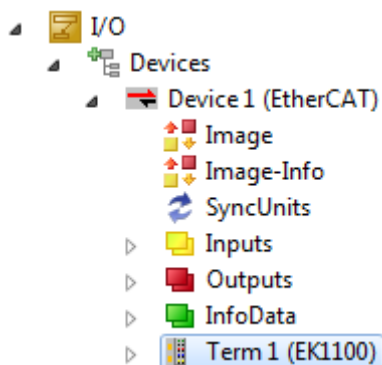 I/O
Devices
Device 1 (EtherCAT)
Image
Image-Info
SyncUnits
Inputs
Outputs
InfoData
Term 1 (EK1100)